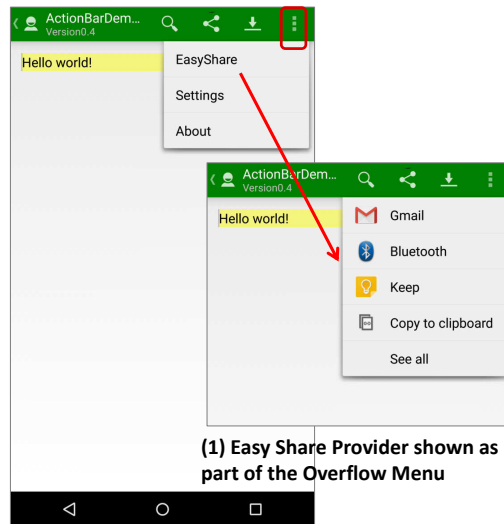 ActionBarDem...
Version0.4
Hello world!
EasyShare
Settings
About
ActionBarDem...
Version0.4
Hello world!
Gmail
Bluetooth
Keep
Copy to clipboard
See all
(1) Easy Share Provider shown as
part of the Overflow Menu